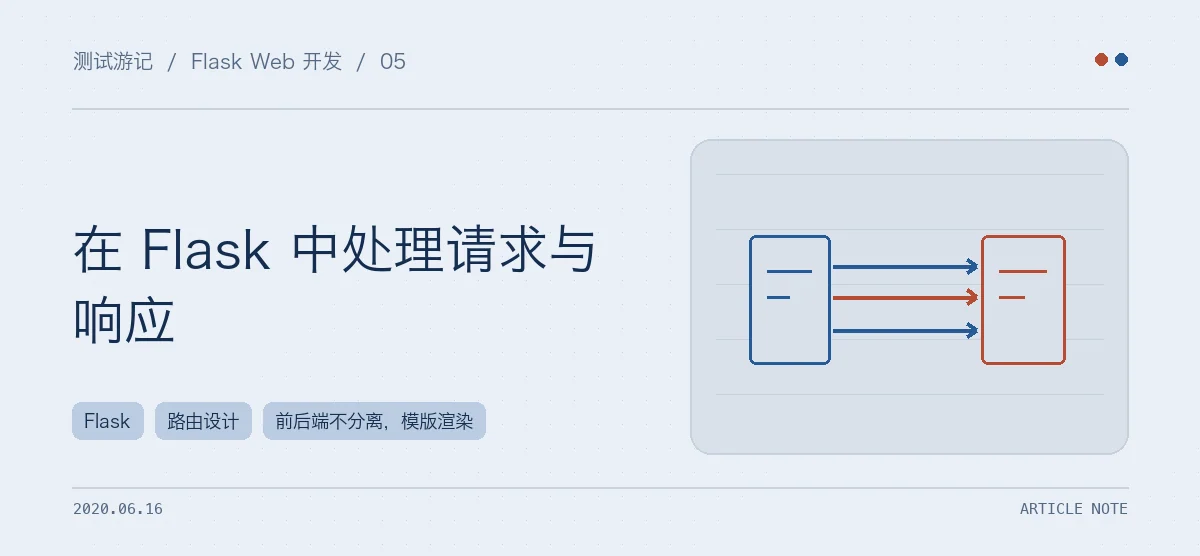 测试游记 / Flask Web 开发 / 05
在 Flask 中处理请求与
响应
Flask 路由设计 前后端不分离，模版渲染
2020.06.16 ARTICLE NOTE